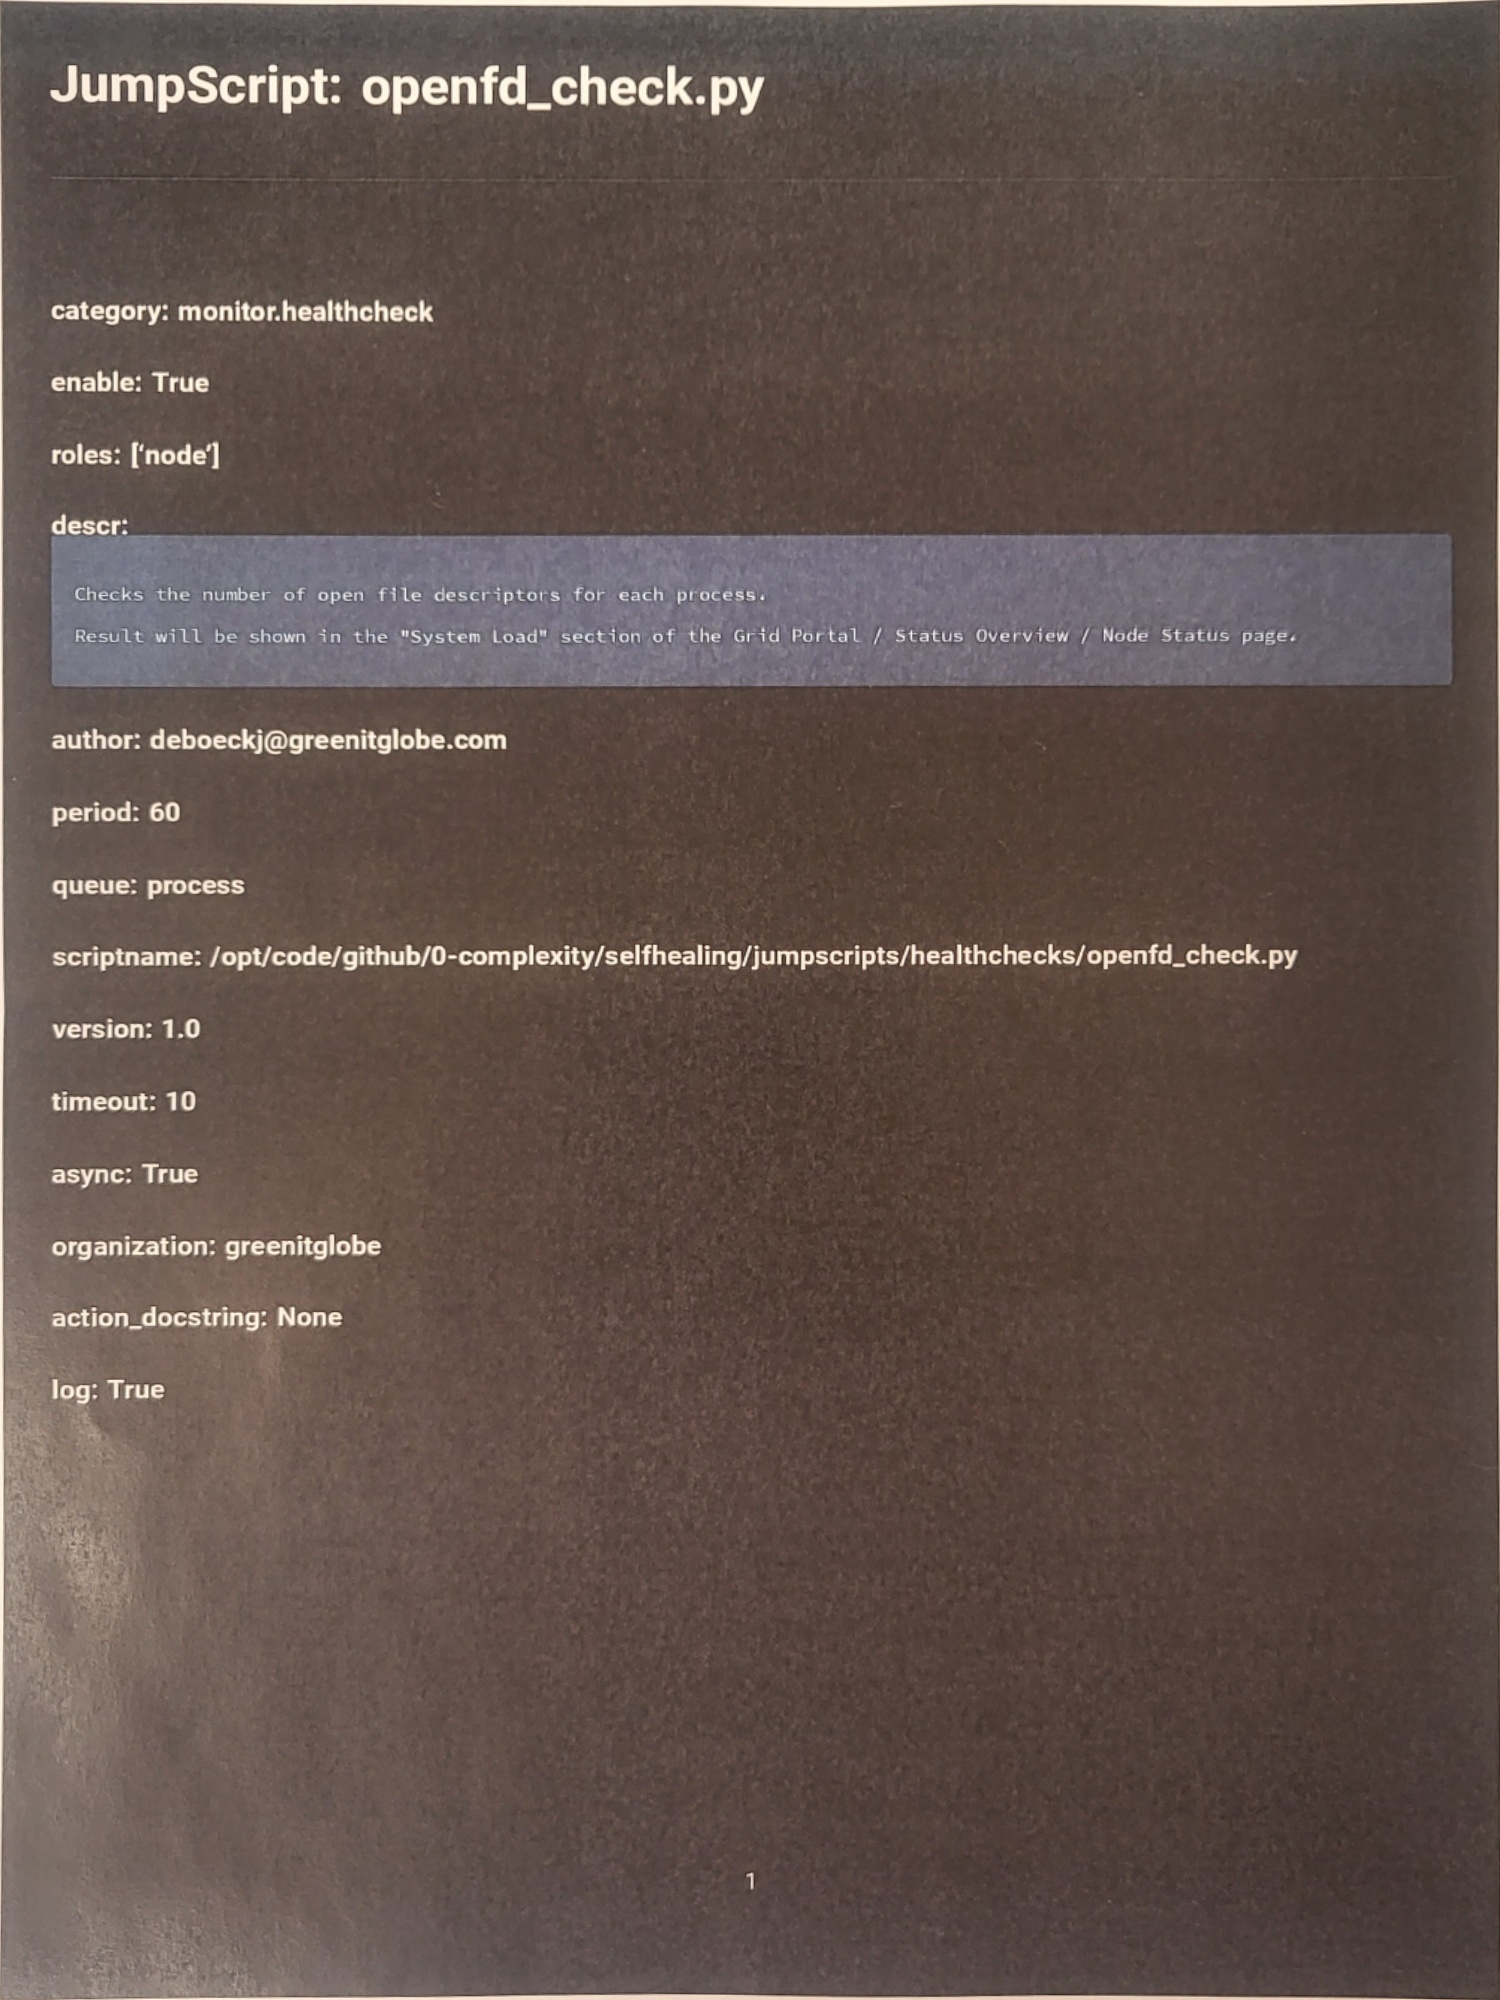 JumpScript: openfd_check.py
category: monitor.healthcheck
enable: True
roles: [‘node’]
descr:
Checks the number of open file descriptors for each process.
Result will be shown in the "System Load" section of the Grid Portal / Status Overview / Node Status page.
author: deboeckj@greenitglobe.com
period: 60
queue: process
scriptname: /opt/code/github/0-complexity/selfhealing/jumpscripts/healthchecks/openfd_check.py
version: 1.0
timeout: 10
async: True
organization: greenitglobe
action_docstring: None
log: True
1